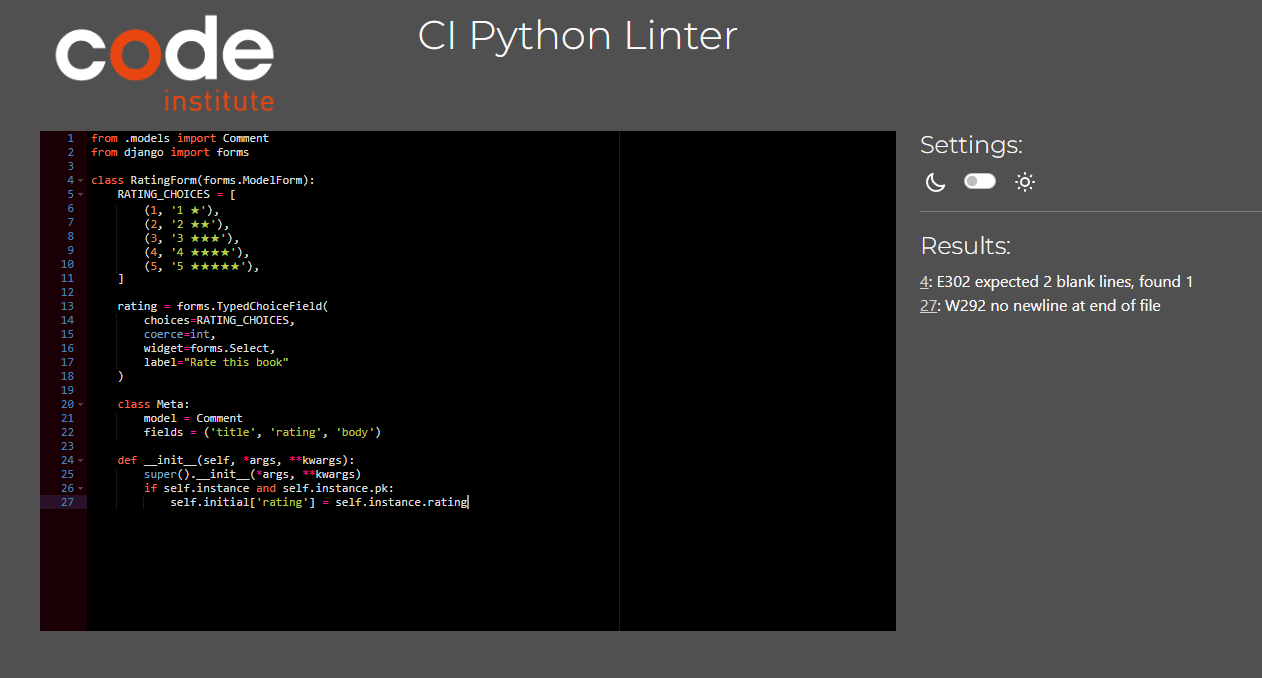 code
institute
CI Python Linter
1 from .models import Comment
2 from django import forms
3
4 class RatingForm(forms.ModelForm):
5     RATING_CHOICES = [
6         (1, '1 ★'),
7         (2, '2 ★★'),
8         (3, '3 ★★★'),
9         (4, '4 ★★★★'),
10         (5, '5 ★★★★★'),
11     ]
12
13     rating = forms.TypedChoiceField(
14         choices=RATING_CHOICES,
15         coerce=int,
16         widget=forms.Select,
17         label="Rate this book"
18     )
19
20     class Meta:
21         model = Comment
22         fields = ('title', 'rating', 'body')
23
24     def __init__(self, *args, **kwargs):
25         super().__init__(*args, **kwargs)
26         if self.instance and self.instance.pk:
27             self.initial['rating'] = self.instance.rating
Settings:
Results:
4: E302 expected 2 blank lines, found 1
27: W292 no newline at end of file